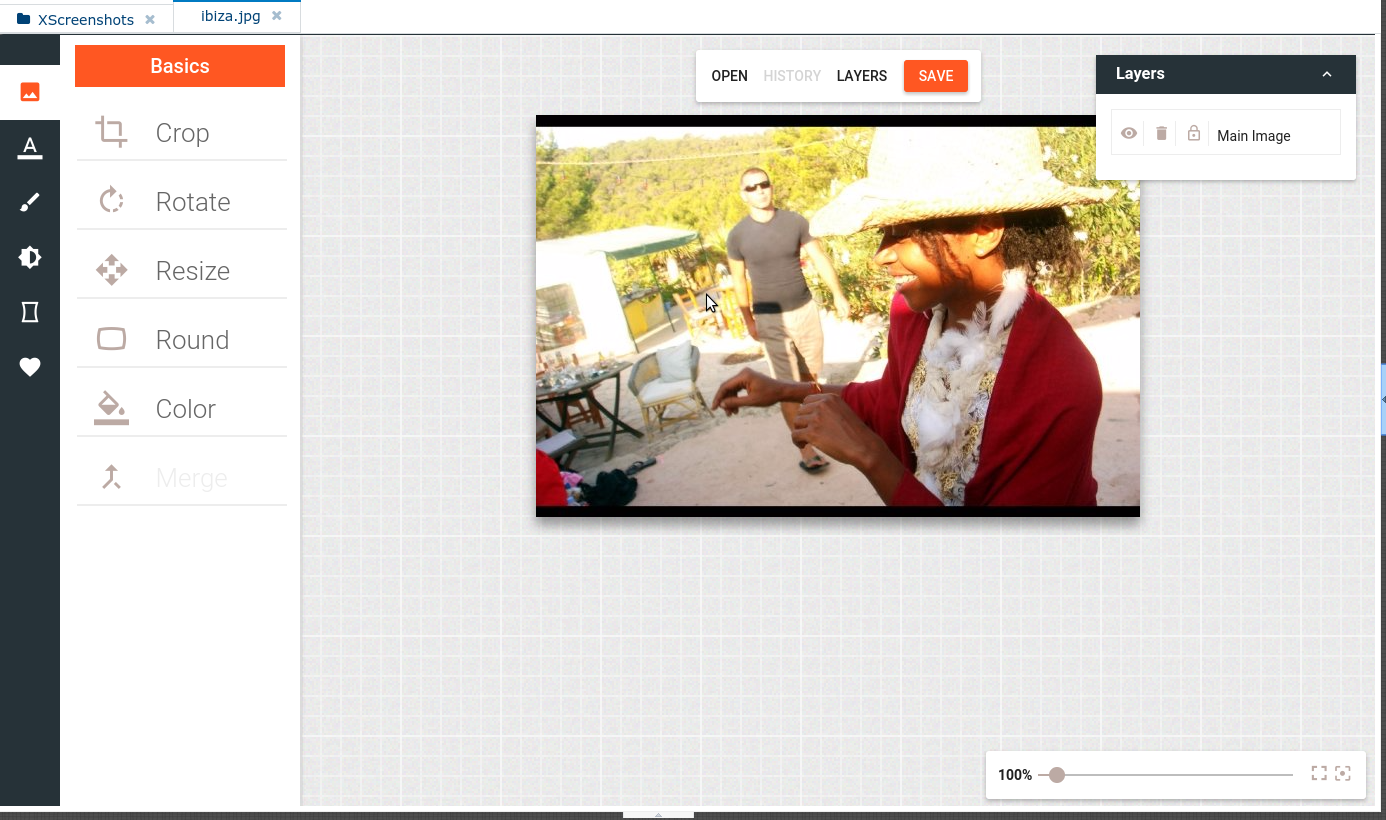 XScreenshots
ibiza.jpg
Basics
Crop
Rotate
Resize
Round
Color
Merge
OPEN HISTORY LAYERS SAVE
Layers
Main Image
100%